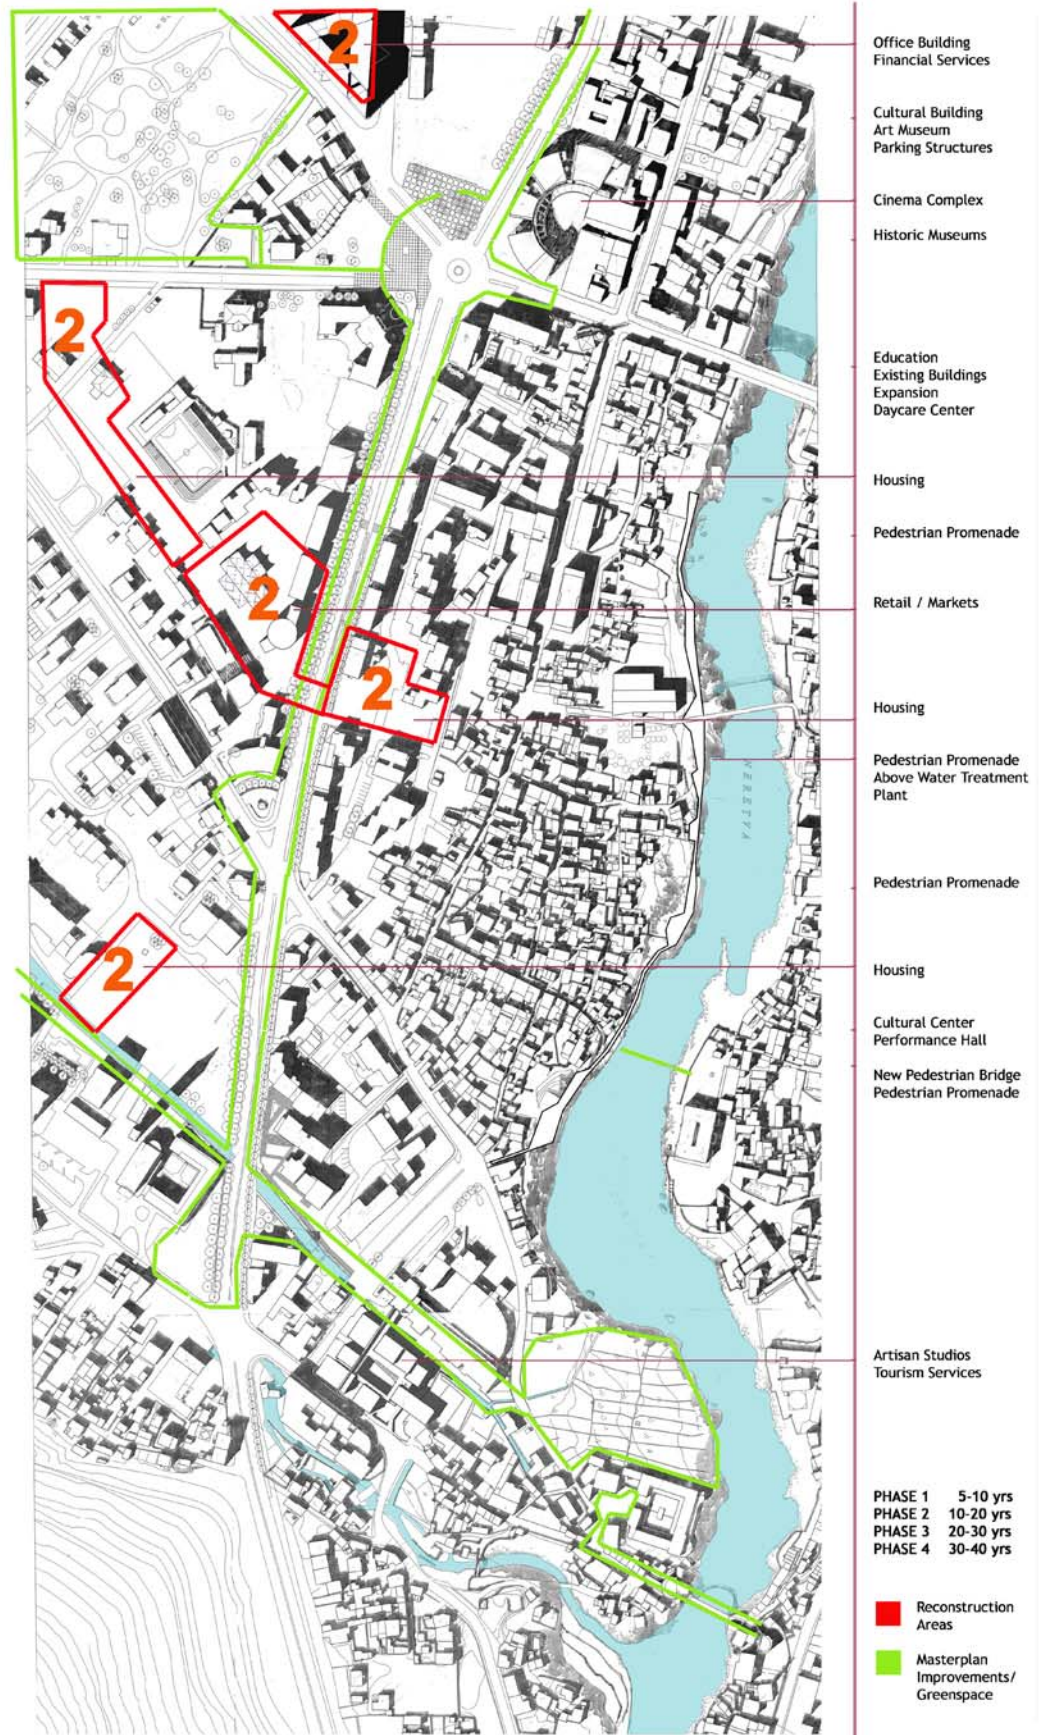 2
Office Building
Financial Services
Cultural Building
Art Museum
Parking Structures
Cinema Complex
Historic Museums
2
Education
Existing Buildings
Expansion
Daycare Center
Housing
Pedestrian Promenade
2
Retail / Markets
2
Housing
Pedestrian Promenade
Above Water Treatment
Plant
NERETVA
Pedestrian Promenade
2
Housing
Cultural Center
Performance Hall
New Pedestrian Bridge
Pedestrian Promenade
Artisan Studios
Tourism Services
PHASE 1 5-10 yrs
PHASE 2 10-20 yrs
PHASE 3 20-30 yrs
PHASE 4 30-40 yrs
Reconstruction
Areas
Masterplan
Improvements/
Greenspace